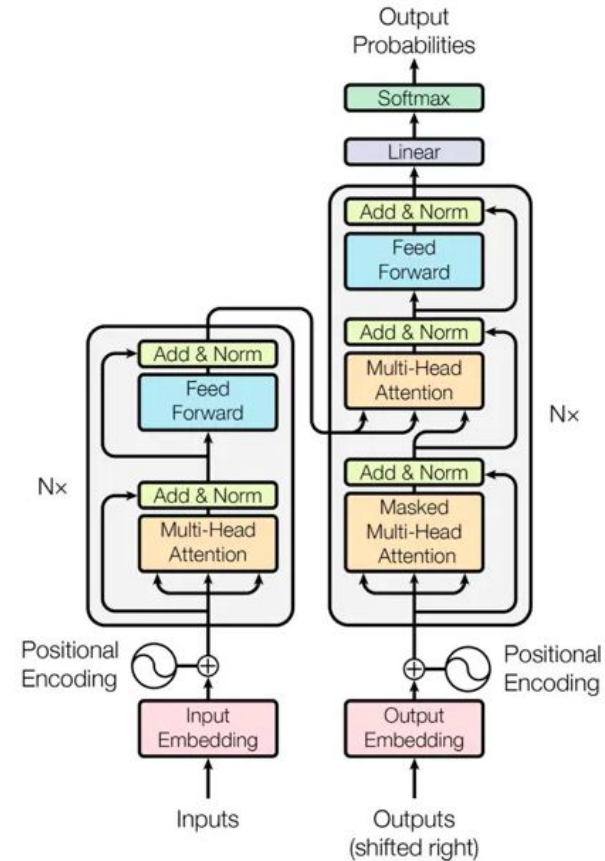 Output
Probabilities
Softmax
Linear
Add & Norm
Feed
Forward
Add & Norm
Multi-Head
Attention
Nx
Add & Norm
Masked
Multi-Head
Attention
Add & Norm
Feed
Forward
Nx
Add & Norm
Multi-Head
Attention
Positional
Encoding
Positional
Encoding
Input
Embedding
Output
Embedding
Inputs
Outputs
(shifted right)